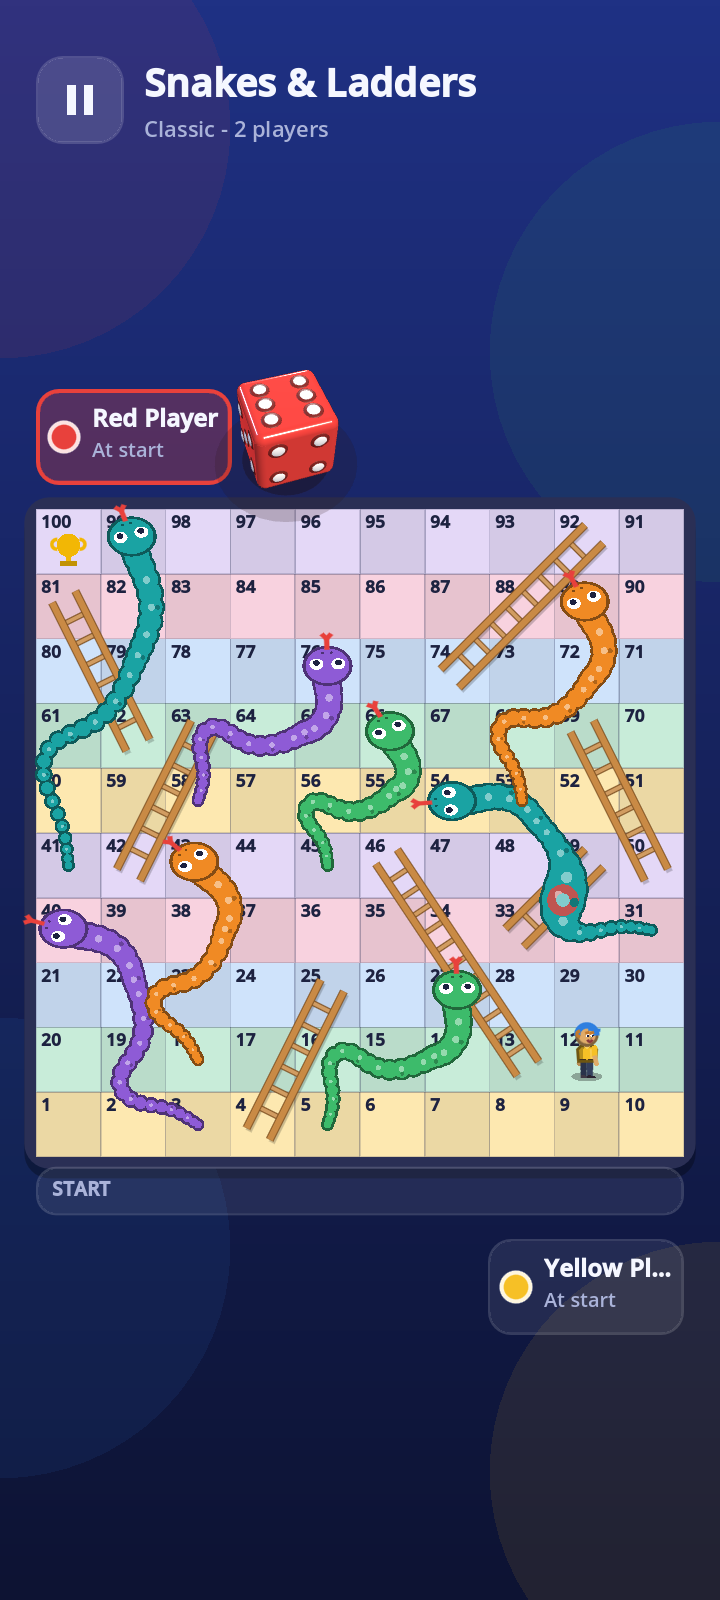 Snakes & Ladders
Classic - 2 players
Red Player
At start
100 98 97 96 95 94 93 92 91
81 82 83 84 85 86 87 88 90
80 79 78 77 75 74 73 72 71
61 63 64 67 70
59 57 56 55 54 52 51
41 44 46 47 48
39 38 36 35 33 31
21 24 25 26 28 29 30
20 19 17 15 11
1 2 3 4 5 6 7 8 9 10
START
Yellow Pl...
At start